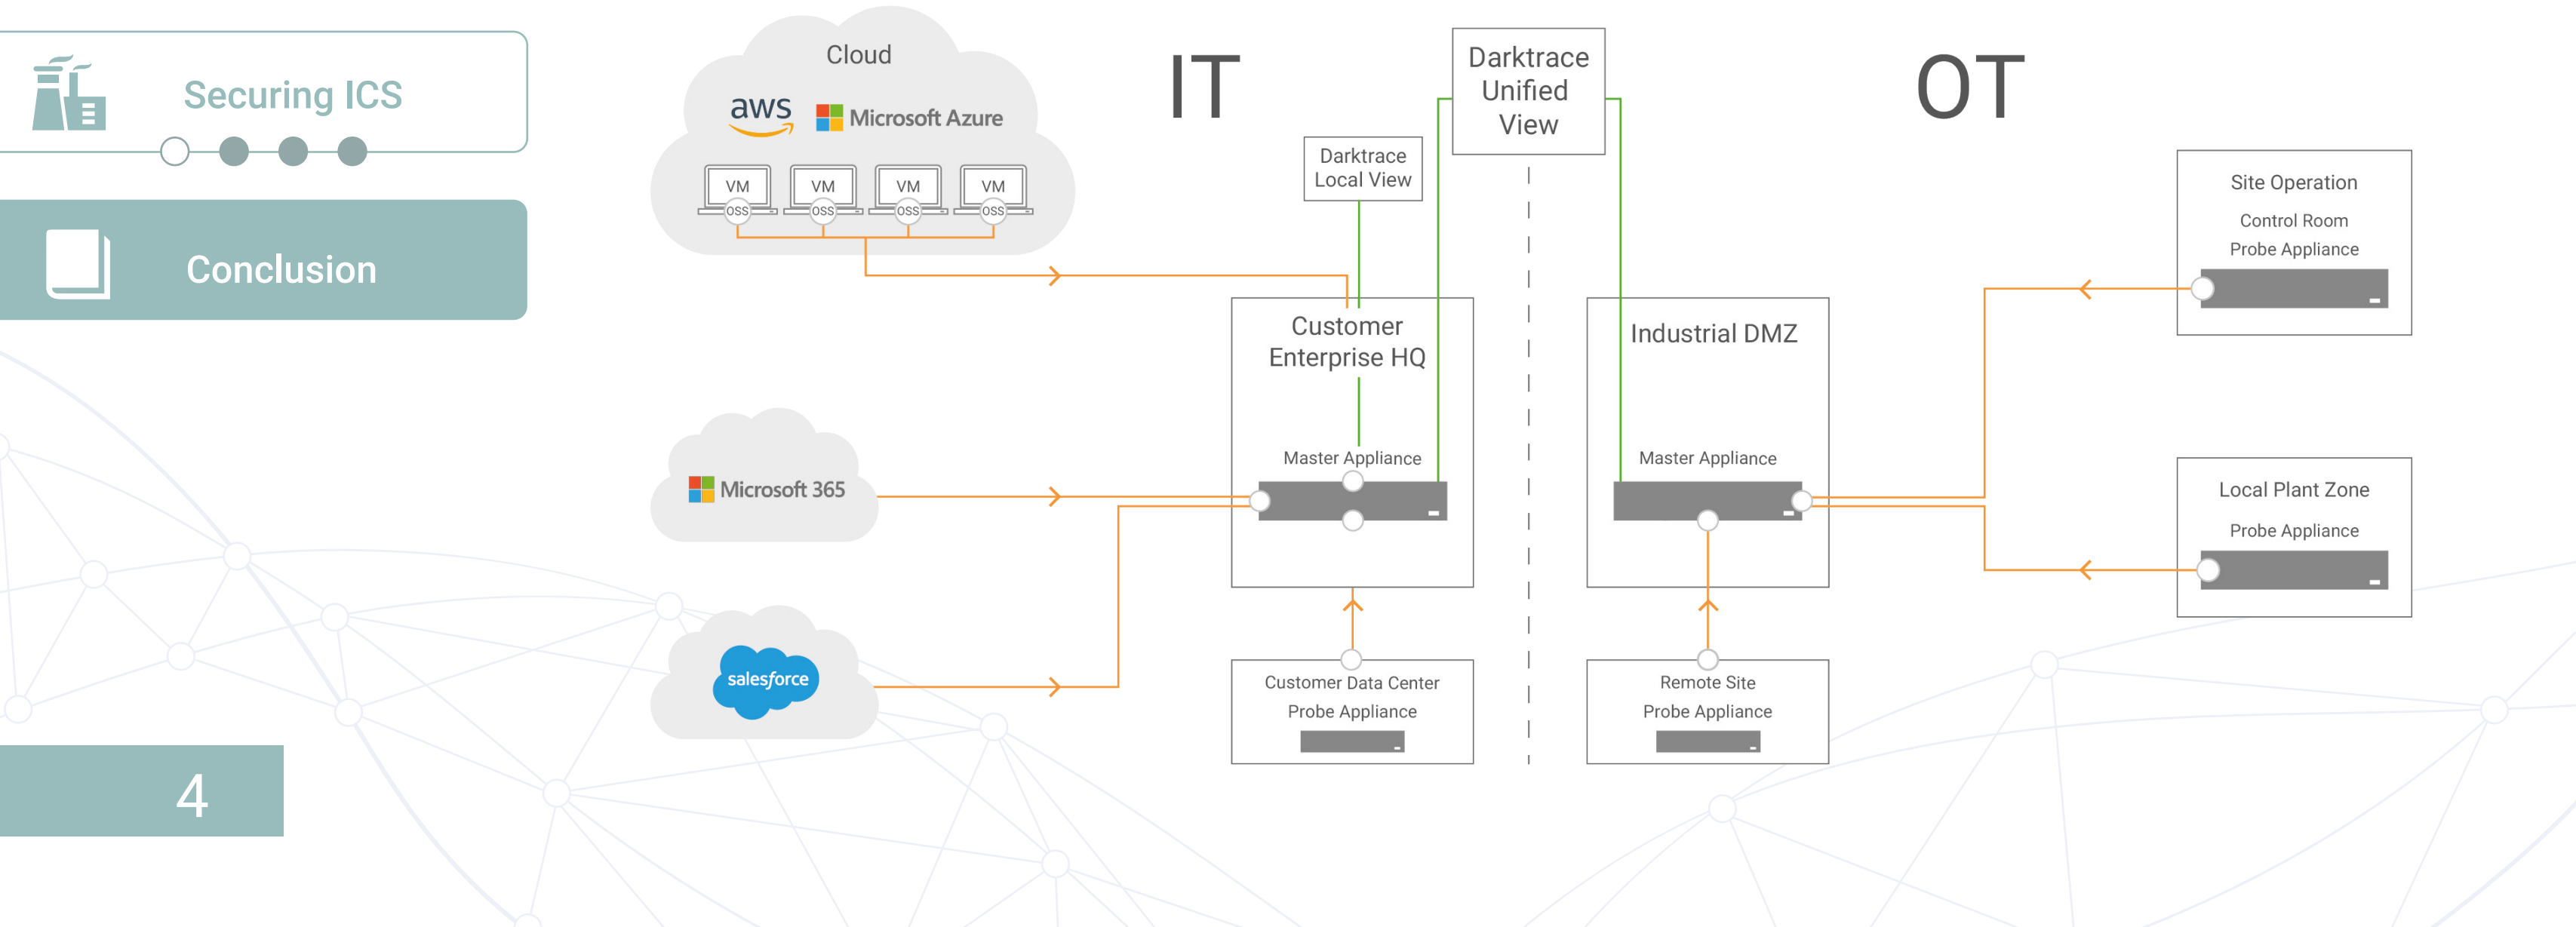 Securing ICS
Conclusion
4
Cloud
aws
Microsoft Azure
VM
VM
VM
VM
OSS
OSS
OSS
OSS
Microsoft 365
salesforce
IT
Darktrace
Unified
View
Darktrace
Local View
Customer
Enterprise HQ
Master Appliance
Customer Data Center
Probe Appliance
OT
Industrial DMZ
Master Appliance
Remote Site
Probe Appliance
Site Operation
Control Room
Probe Appliance
Local Plant Zone
Probe Appliance